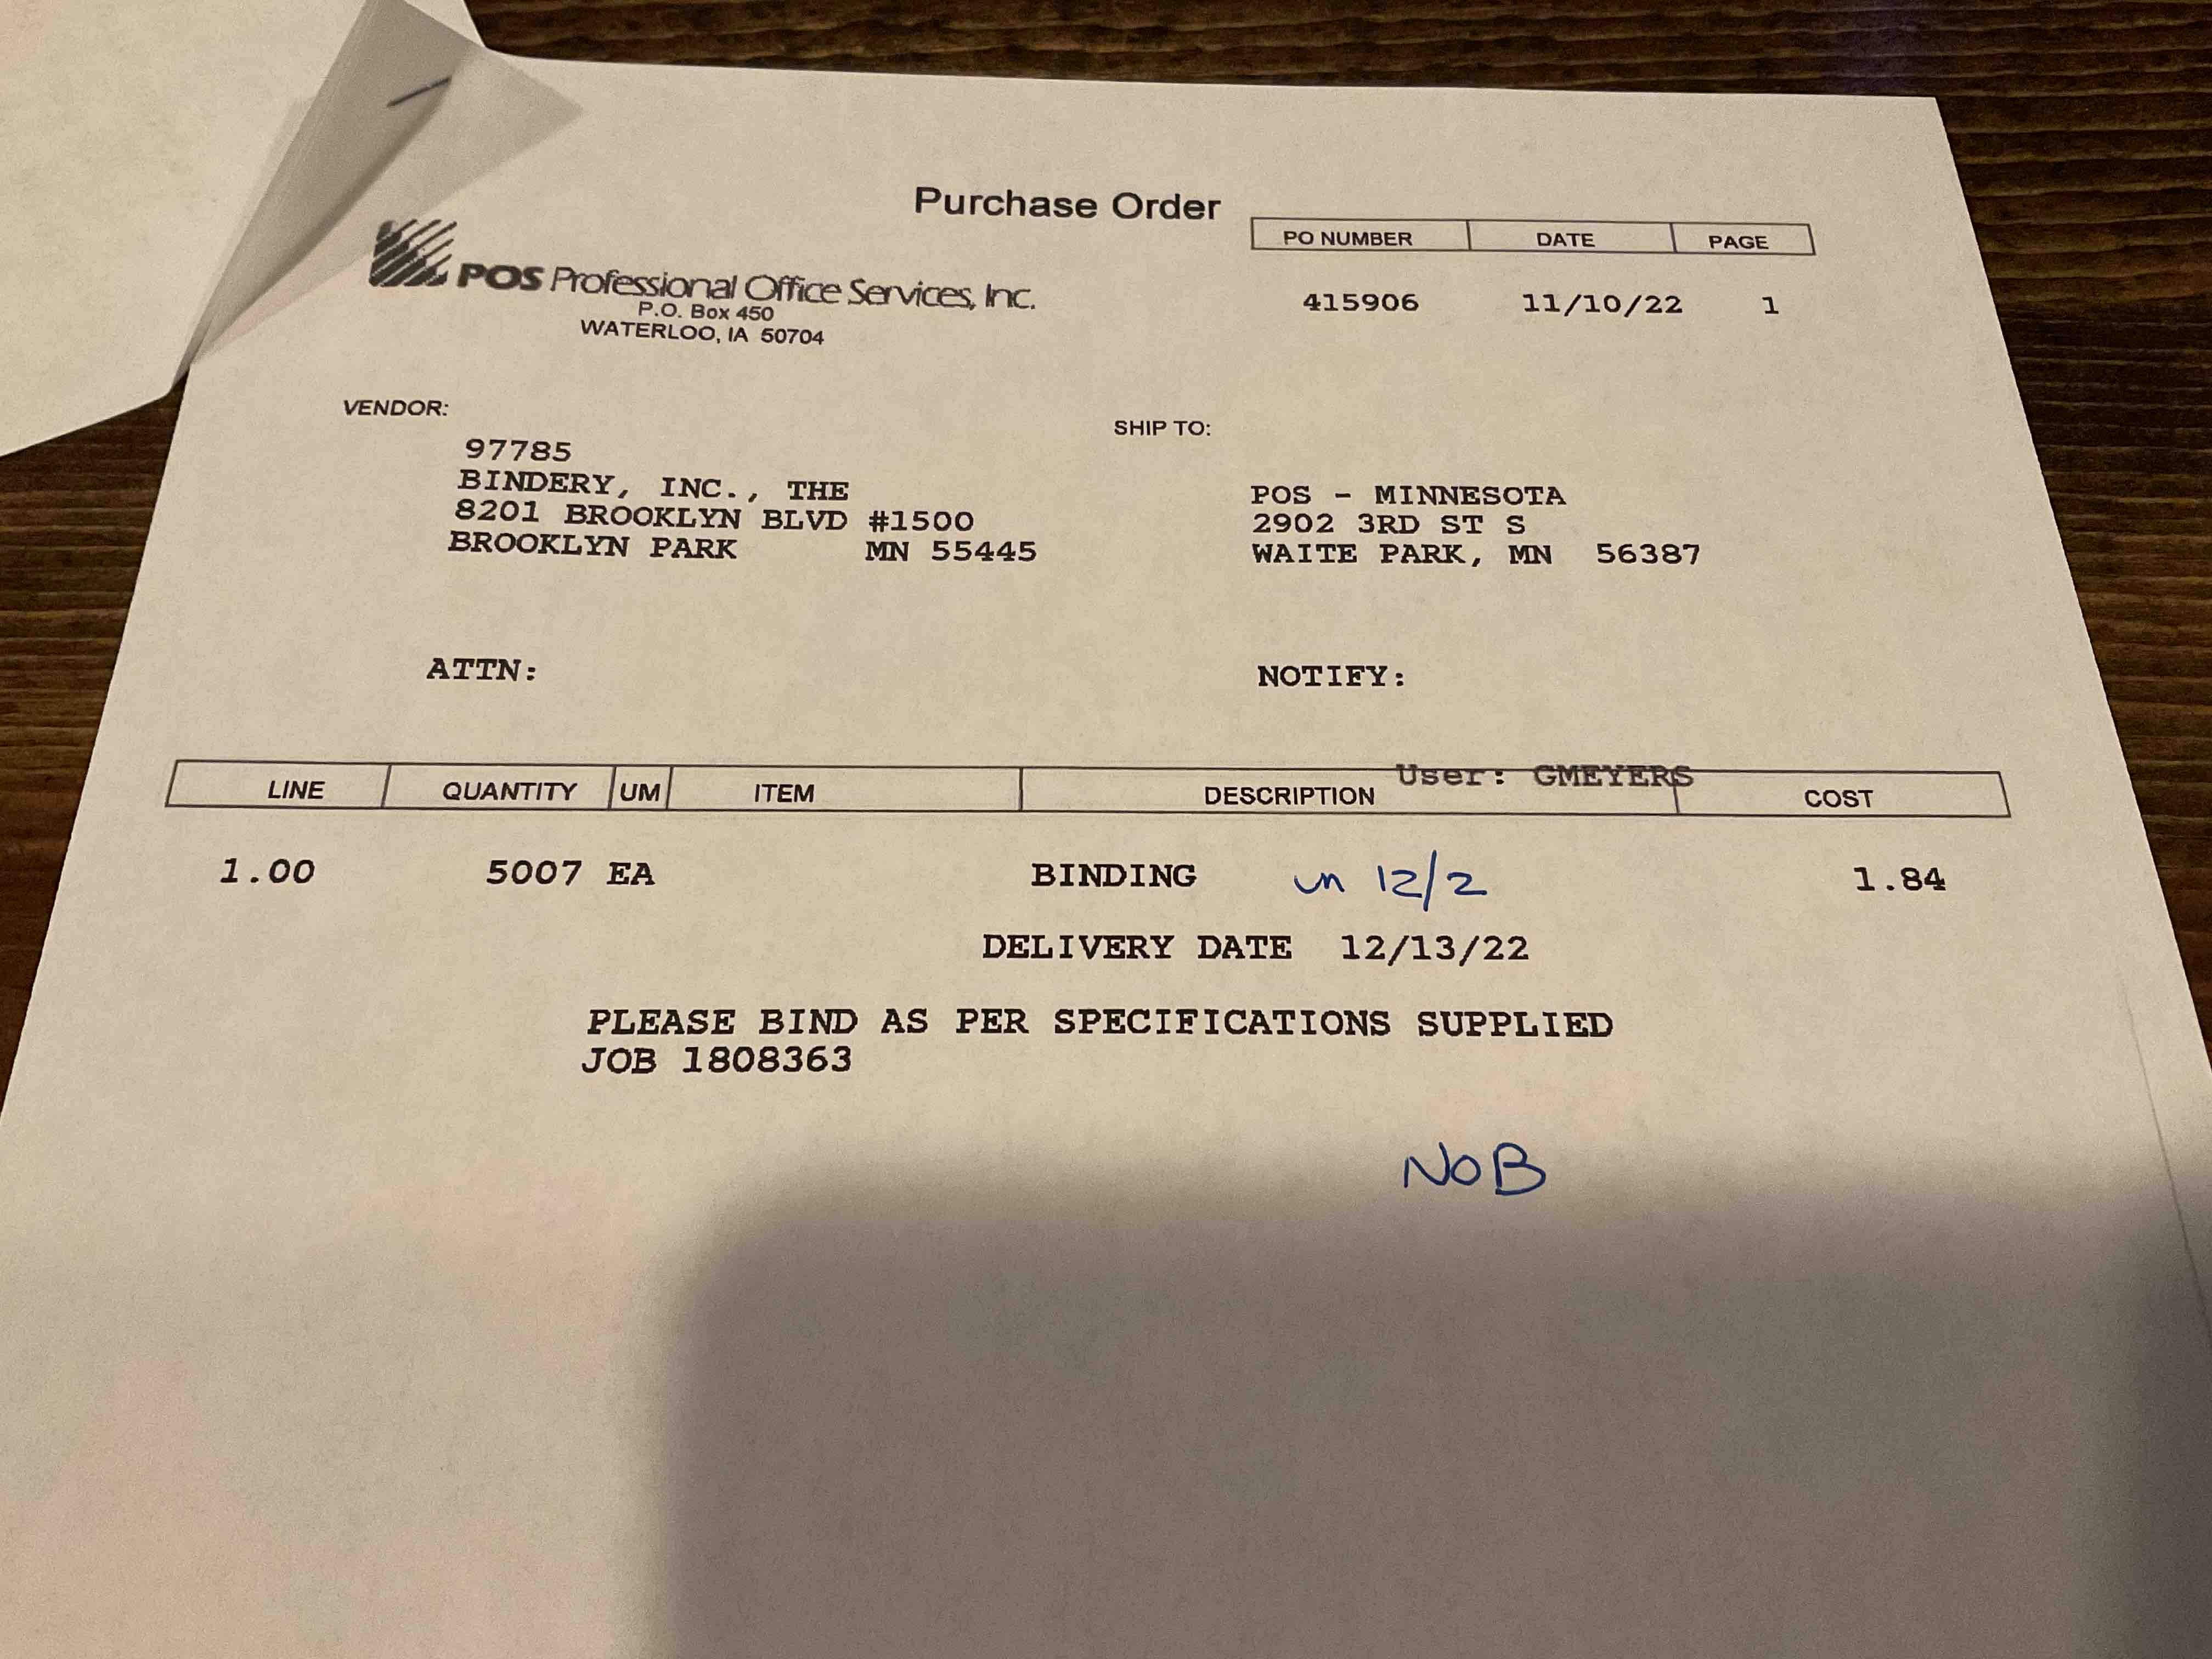 Purchase Order
PO NUMBER DATE PAGE
415906 11/10/22 1
POS Professional Office Services, Inc.
P.O. Box 450
WATERLOO, IA 50704
VENDOR:
97785
BINDERY, INC., THE
8201 BROOKLYN BLVD #1500
BROOKLYN PARK MN 55445
SHIP TO:
POS - MINNESOTA
2902 3RD ST S
WAITE PARK, MN 56387
ATTN:
NOTIFY:
User: GMEYERS
LINE QUANTITY UM ITEM DESCRIPTION COST
1.00 5007 EA BINDING 12/2 1.84
DELIVERY DATE 12/13/22
PLEASE BIND AS PER SPECIFICATIONS SUPPLIED
JOB 1808363
NOB